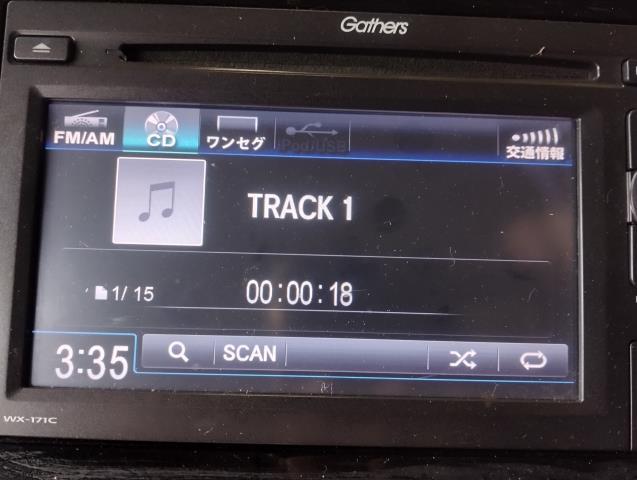 Gathers
FM/AM CD ワンセグ iPod/USB 交通情報
TRACK 1
1/ 15 00:00:18
3:35 SCAN
WX-171C